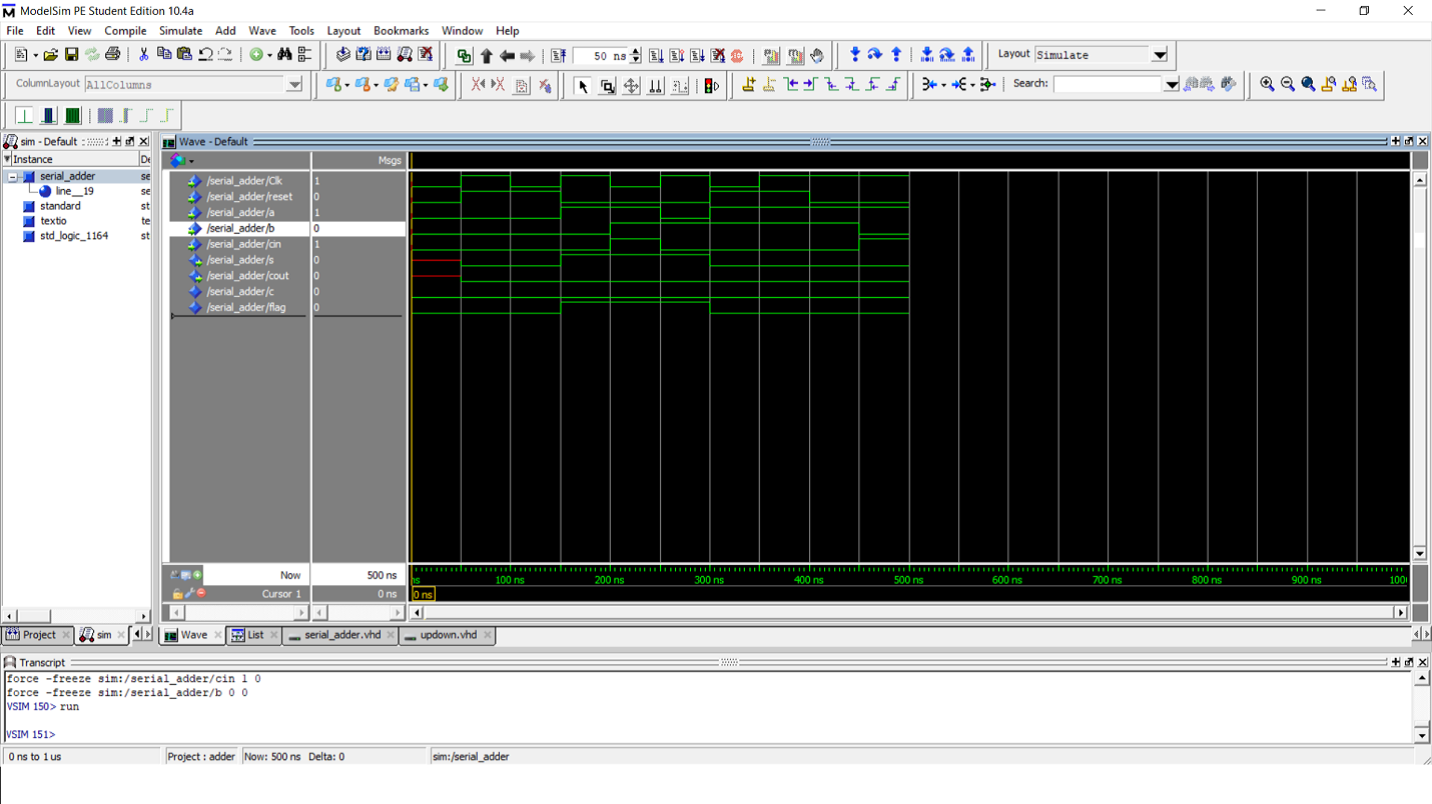 ModelSim PE Student Edition 10.4a
File Edit View Compile Simulate Add Wave Tools Layout Bookmarks Window Help
50 ns
Layout Simulate
ColumnLayout AllColumns
Search:
sim - Default
Wave - Default
Instance
De
Msgs
serial_adder
se
line__19
se
standard
st
textio
te
std_logic_1164
st
/serial_adder/Clk 1
/serial_adder/reset 0
/serial_adder/a 1
/serial_adder/b 0
/serial_adder/cin 1
/serial_adder/s 0
/serial_adder/cout 0
/serial_adder/c 0
/serial_adder/flag 0
Now 500 ns
ns 100 ns 200 ns 300 ns 400 ns 500 ns 600 ns 700 ns 800 ns 900 ns 100
Cursor 1 0 ns
0 ns
Project sim
Wave List serial_adder.vhd updown.vhd
Transcript
force -freeze sim:/serial_adder/cin 1 0
force -freeze sim:/serial_adder/b 0 0
VSIM 150> run
VSIM 151>
0 ns to 1 us Project : adder Now: 500 ns Delta: 0 sim:/serial_adder